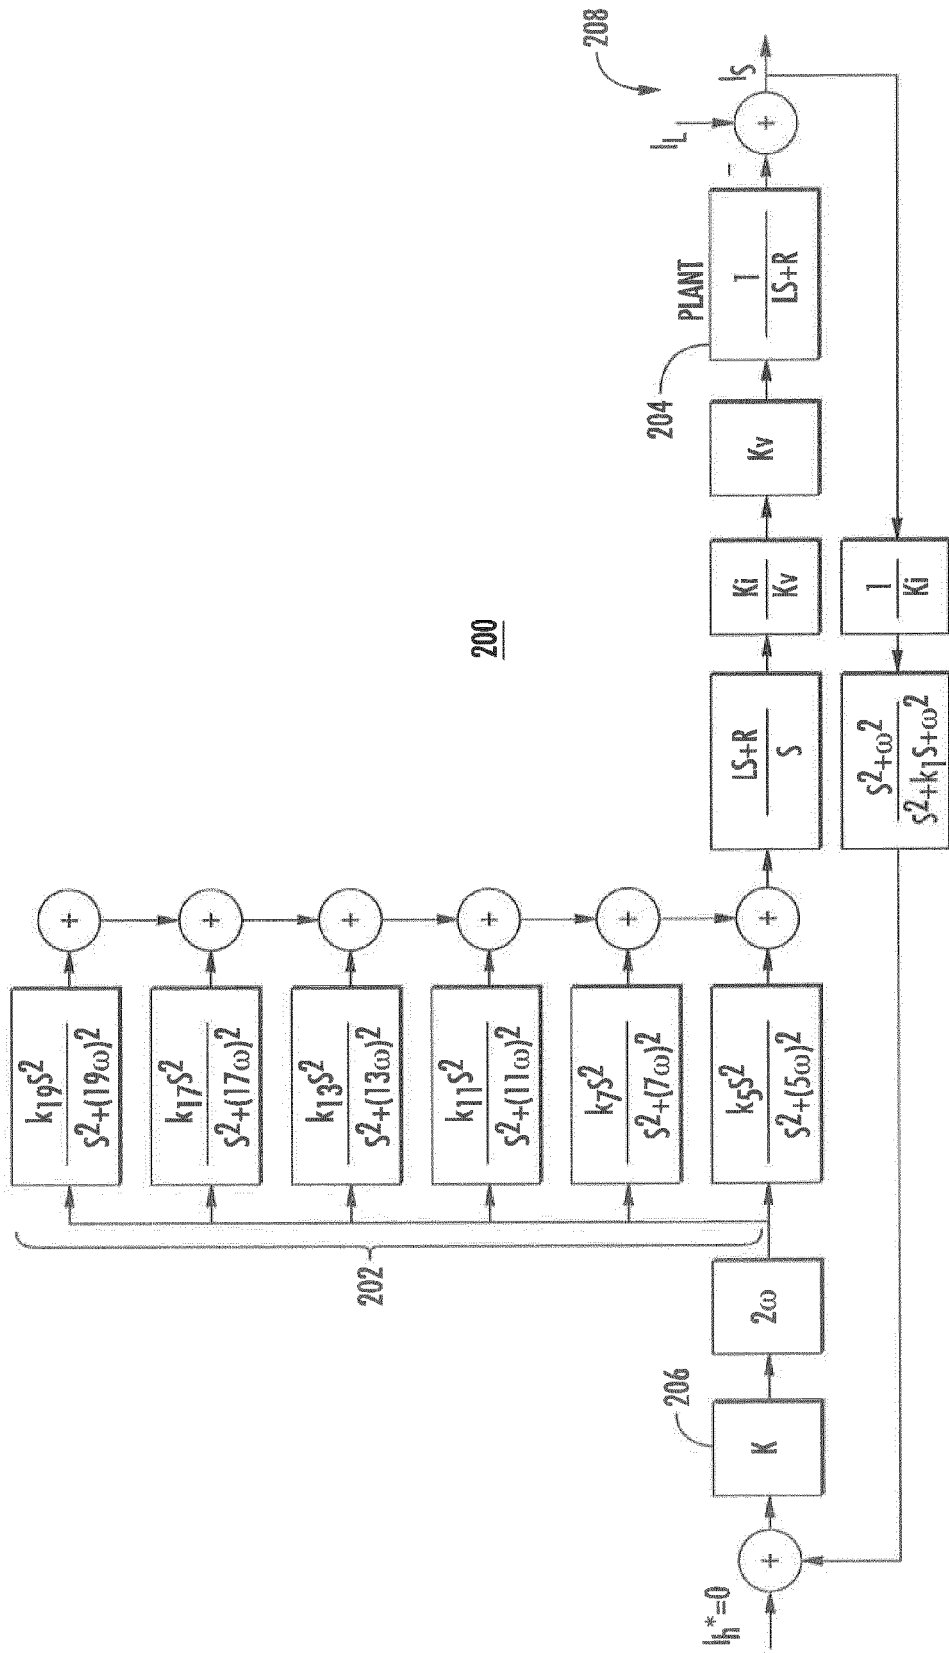 200
208
Ih*=0
+
K
206
2ω
202
k19S2
S2+(19ω)2
k17S2
S2+(17ω)2
k13S2
S2+(13ω)2
k11S2
S2+(11ω)2
k7S2
S2+(7ω)2
k5S2
S2+(5ω)2
+
+
+
+
+
+
LS+R
S
Ki
Kv
Kv
204
PLANT
1
LS+R
-
IL
+
IS
1
Ki
S2+ω2
S2+k1S+ω2